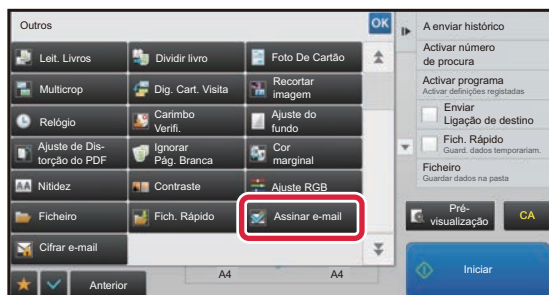 Outros
OK
Leit. Livros
Dividir livro
Foto De Cartão
Multicrop
Dig. Cart. Visita
Recortar
imagem
Relógio
Carimbo
Verifi.
Ajuste do
fundo
Ajuste de Dis-
torção do PDF
Ignorar
Pág. Branca
Cor
marginal
AA Nitidez
Contraste
Ajuste RGB
Ficheiro
Fich. Rápido
Assinar e-mail
Cifrar e-mail
Anterior
A4
A4
A enviar histórico
Activar número
de procura
Activar programa
Activar definições registadas
Enviar
Ligação de destino
Fich. Rápido
Guard. dados temporariam.
Ficheiro
Guardar dados na pasta
Pré-
visualização
CA
Iniciar